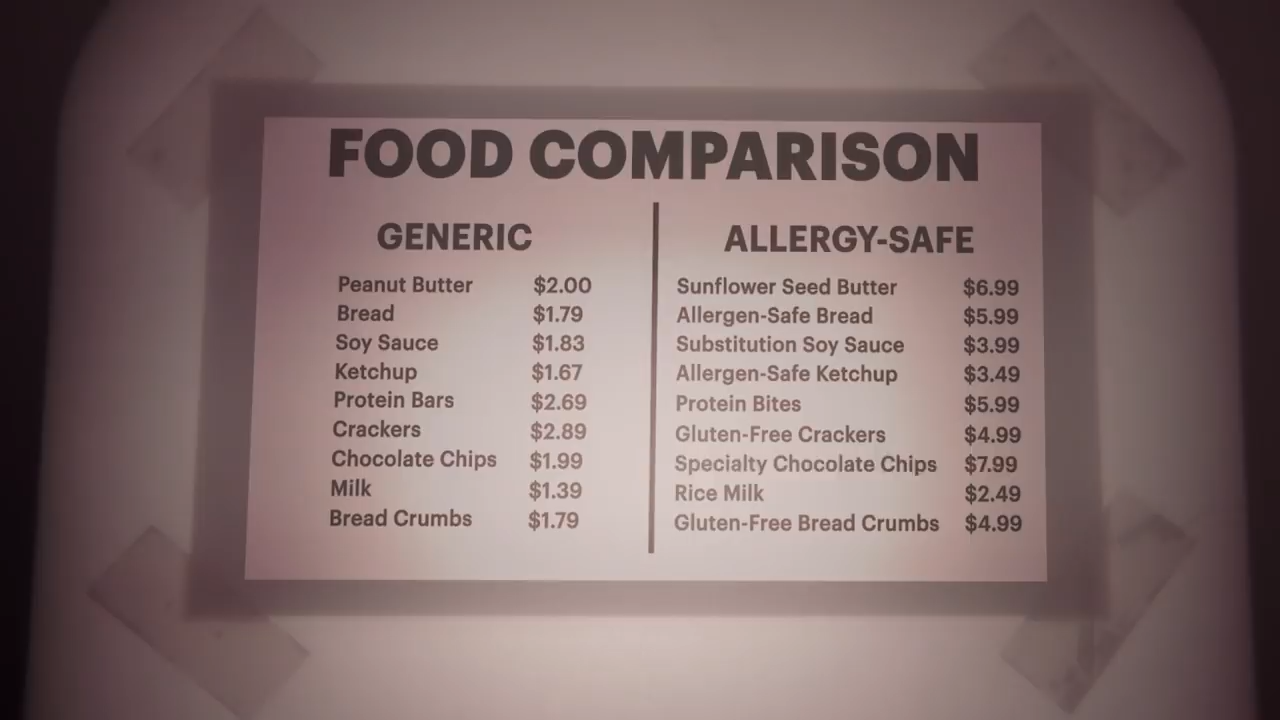 FOOD COMPARISON
GENERIC
Peanut Butter $2.00
Bread $1.79
Soy Sauce $1.83
Ketchup $1.67
Protein Bars $2.69
Crackers $2.89
Chocolate Chips $1.99
Milk $1.39
Bread Crumbs $1.79
ALLERGY-SAFE
Sunflower Seed Butter $6.99
Allergen-Safe Bread $5.99
Substitution Soy Sauce $3.99
Allergen-Safe Ketchup $3.49
Protein Bites $5.99
Gluten-Free Crackers $4.99
Specialty Chocolate Chips $7.99
Rice Milk $2.49
Gluten-Free Bread Crumbs $4.99